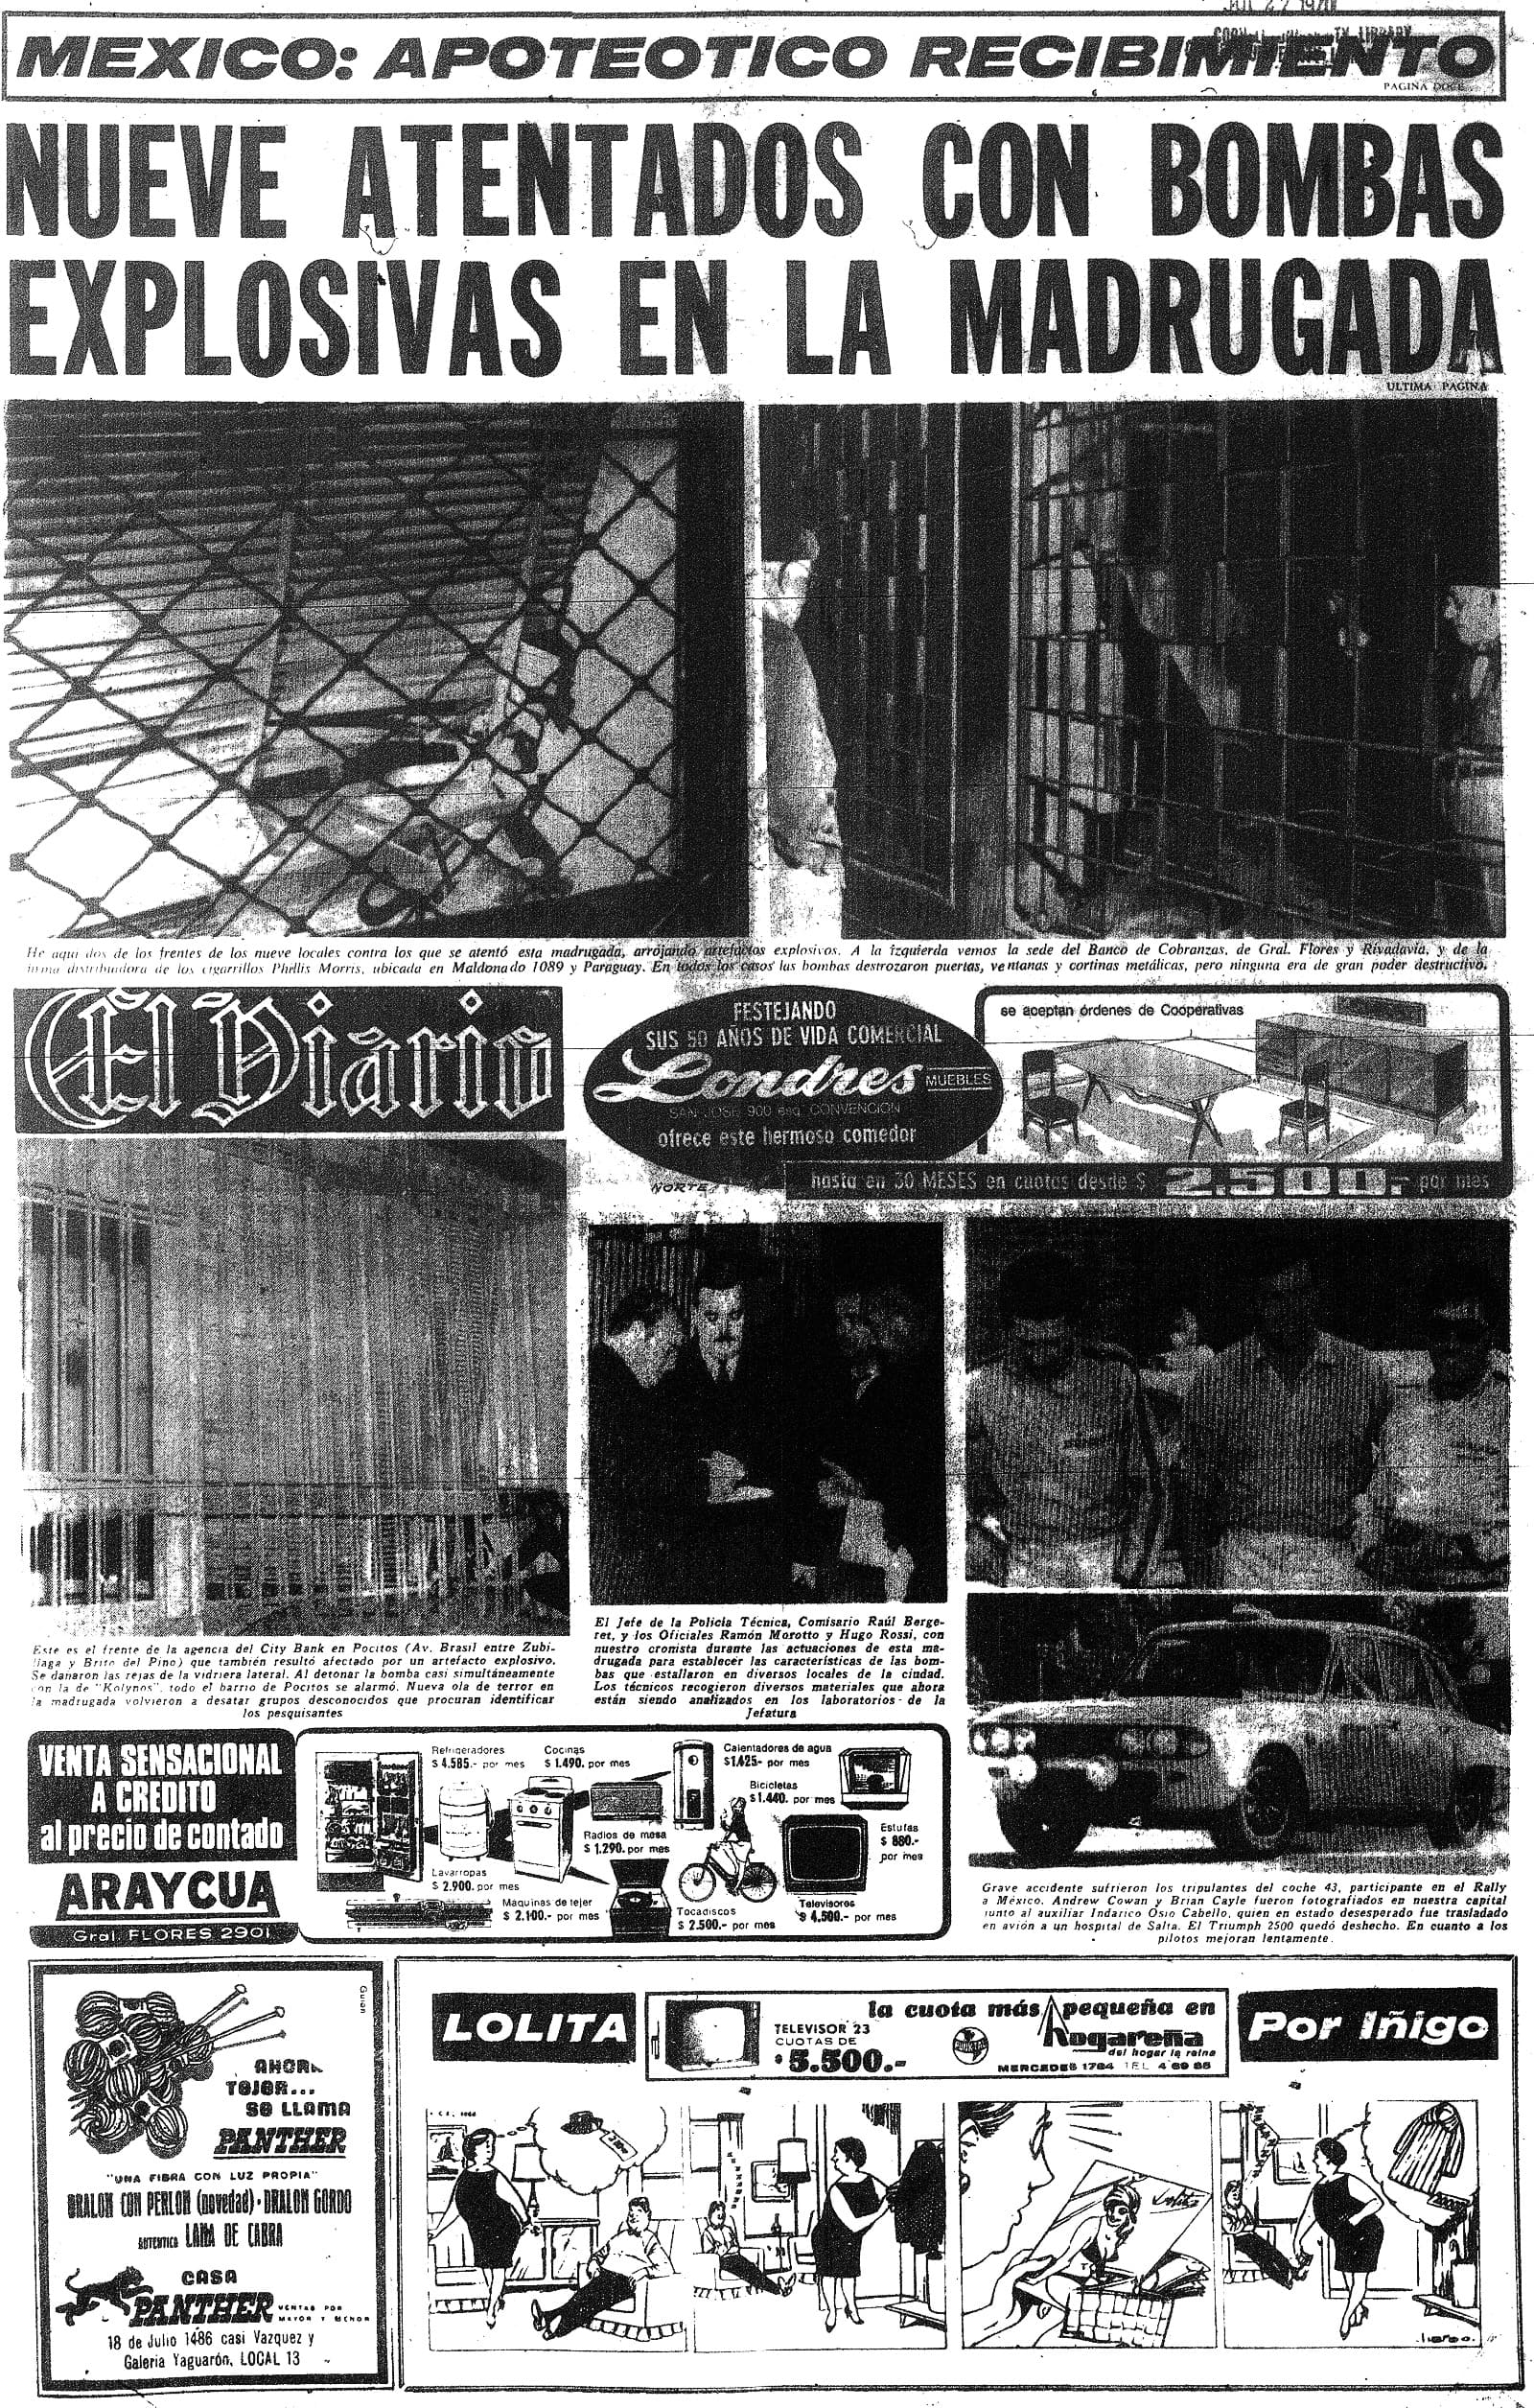 MEXICO: APOTEOTICO RECIBIMIENTO
PAGINA DOCE
NUEVE ATENTADOS CON BOMBAS
EXPLOSIVAS EN LA MADRUGADA
ULTIMA PAGINA
He aquí dos de los frentes de los nueve locales contra los que se atentó esta madrugada, arrojando artefactos explosivos. A la izquierda vemos la sede del Banco de Cobranzas, de Gral. Flores y Rivadavia, y de la
firma distribuidora de los cigarrillos Phillis Morris, ubicada en Maldonado 1089 y Paraguay. En todos los casos las bombas destrozaron puertas, ventanas y cortinas metálicas, pero ninguna era de gran poder destructivo.
El Diario
FESTEJANDO
SUS 50 AÑOS DE VIDA COMERCIAL
Londres MUEBLES
SAN JOSE 900 esq. CONVENCION
ofrece este hermoso comedor
NORTE
se aceptan órdenes de Cooperativas
hasta en 30 MESES en cuotas desde $ 2.500.- por mes
Este es el frente de la agencia del City Bank en Pocitos (Av. Brasil entre Zubi-
llaga y Brito del Pino) que también resultó afectado por un artefacto explosivo.
Se dañaron las rejas de la vidriera lateral. Al detonar la bomba casi simultáneamente
con la de "Kolynos", todo el barrio de Pocitos se alarmó. Nueva ola de terror en
la madrugada volvieron a desatar grupos desconocidos que procuran identificar
los pesquisantes
El Jefe de la Policía Técnica, Comisario Raúl Berge-
ret, y los Oficiales Ramón Morotto y Hugo Rossi, con
nuestro cronista durante las actuaciones de esta ma-
drugada para establecer las características de las bom-
bas que estallaron en diversos locales de la ciudad.
Los técnicos recogieron diversos materiales que ahora
están siendo analizados en los laboratorios de la
Jefatura
Grave accidente sufrieron los tripulantes del coche 43, participante en el Rally
a México. Andrew Cowan y Brian Cayle fueron fotografiados en nuestra capital
junto al auxiliar Indarico Osio Cabello, quien en estado desesperado fue trasladado
en avión a un hospital de Salta. El Triumph 2500 quedó deshecho. En cuanto a los
pilotos mejoran lentamente.
VENTA SENSACIONAL
A CREDITO
al precio de contado
ARAYCUA
Gral FLORES 2901
Refrigeradores
$ 4.585.- por mes
Cocinas
$ 1.490. por mes
Calentadores de agua
$1.425- por mes
Bicicletas
$1.440. por mes
Radios de mesa
$ 1.290. por mes
Estufas
$ 880.-
por mes
Lavarropas
$ 2.900. por mes
Maquinas de tejer
$ 2.100.- por mes
Tocadiscos
$ 2.500.- por mes
Televisores
$ 4.500.- por mes
Guión
AHORA
TEJER...
SE LLAMA
PANTHER
"UNA FIBRA CON LUZ PROPIA"
DRALON CON PERLON (novedad) - DRALON GORDO
AUTENTICA LANA DE CABRA
CASA
PANTHER VENTAS POR
MAYOR Y MENOR
18 de Julio 1486 casi Vazquez y
Galeria Yaguarón, LOCAL 13
LOLITA
TELEVISOR 23
CUOTAS DE
$5.500.-
la cuota más pequeña en
hogareña
del hogar la reina
MERCEDES 1784 TEL 4 69 68
Por Iñigo
Lolita